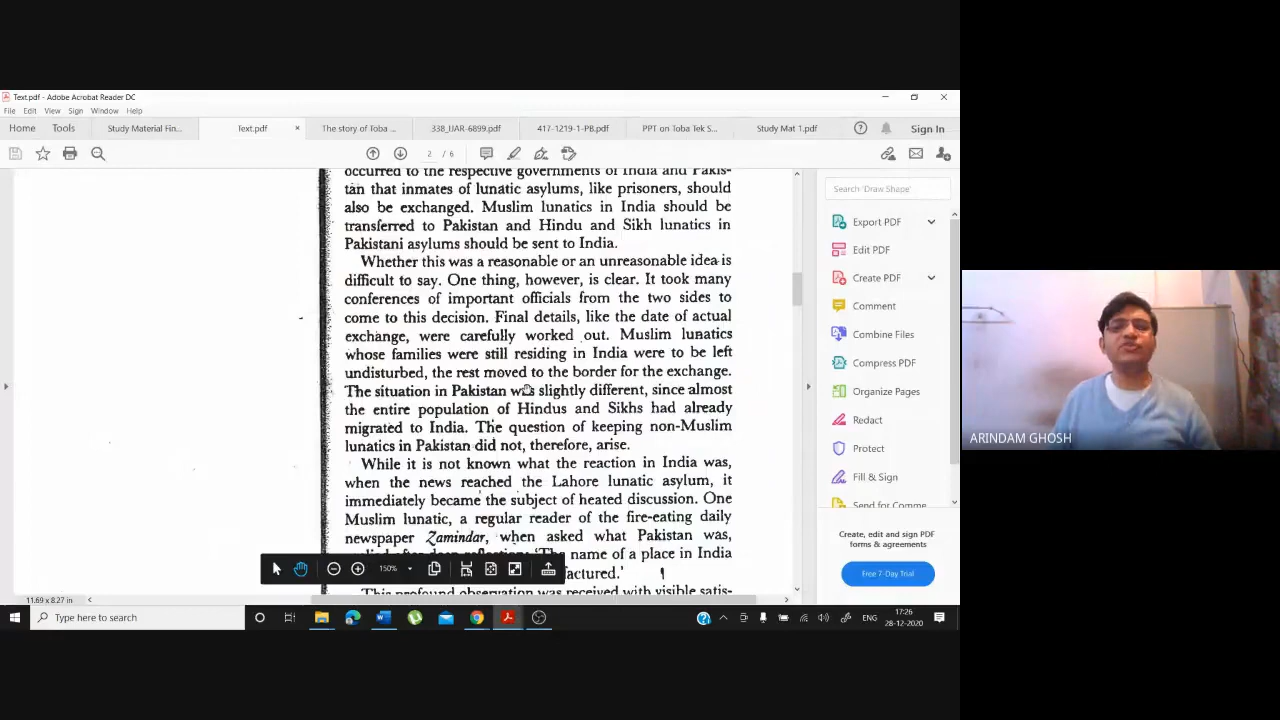 Text.pdf - Adobe Acrobat Reader DC
File Edit View Sign Window Help
Home Tools Study Material Fin... Text.pdf × The story of Toba ... 338_IJAR-6899.pdf 417-1219-1-PB.pdf PPT on Toba Tek S... Study Mat 1.pdf Sign In
2 / 6
occurred to the respective governments of India and Pakis-
tan that inmates of lunatic asylums, like prisoners, should
also be exchanged. Muslim lunatics in India should be
transferred to Pakistan and Hindu and Sikh lunatics in
Pakistani asylums should be sent to India.
Whether this was a reasonable or an unreasonable idea is
difficult to say. One thing, however, is clear. It took many
conferences of important officials from the two sides to
come to this decision. Final details, like the date of actual
exchange, were carefully worked out. Muslim lunatics
whose families were still residing in India were to be left
undisturbed, the rest moved to the border for the exchange.
The situation in Pakistan was slightly different, since almost
the entire population of Hindus and Sikhs had already
migrated to India. The question of keeping non-Muslim
lunatics in Pakistan did not, therefore, arise.
While it is not known what the reaction in India was,
when the news reached the Lahore lunatic asylum, it
immediately became the subject of heated discussion. One
Muslim lunatic, a regular reader of the fire-eating daily
newspaper Zamindar, when asked what Pakistan was,
name of a place in India
factured.'
This profound observation was received with visible satis-
150%
11.69 x 8.27 in
Search 'Draw Shape'
Export PDF
Edit PDF
Create PDF
Comment
Combine Files
Compress PDF
Organize Pages
Redact
Protect
Fill & Sign
Send for Comme
Create, edit and sign PDF
forms & agreements
Free 7-Day Trial
Type here to search
ENG
17:26
28-12-2020
ARINDAM GHOSH